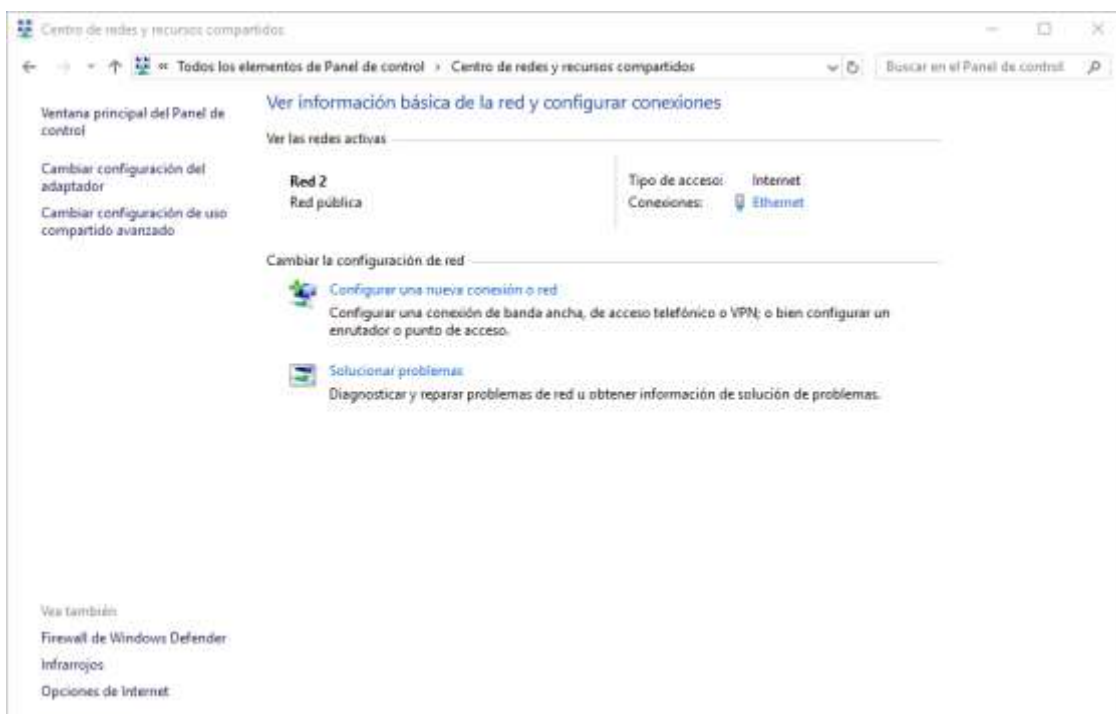 Centro de redes y recursos compartidos
« Todos los elementos de Panel de control › Centro de redes y recursos compartidos
Buscar en el Panel de control
Ventana principal del Panel de
control
Cambiar configuración del
adaptador
Cambiar configuración de uso
compartido avanzado
Ver información básica de la red y configurar conexiones
Ver las redes activas
Red 2
Red pública
Tipo de acceso: Internet
Conexiones: Ethernet
Cambiar la configuración de red
Configurar una nueva conexión o red
Configurar una conexión de banda ancha, de acceso telefónico o VPN; o bien configurar un
enrutador o punto de acceso.
Solucionar problemas
Diagnosticar y reparar problemas de red u obtener información de solución de problemas.
Vea también
Firewall de Windows Defender
Infrarrojos
Opciones de Internet